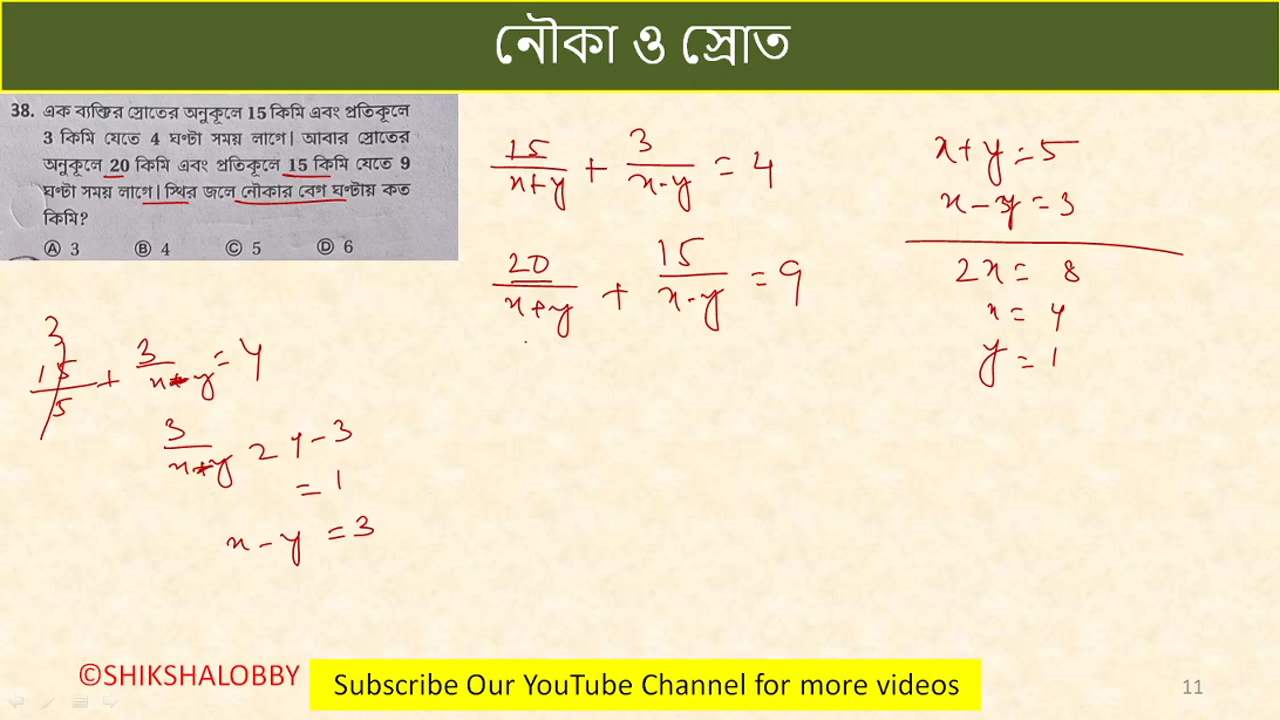 নৌকা ও স্রোত
38. এক ব্যক্তির স্রোতের অনুকূলে 15 কিমি এবং প্রতিকূলে
3 কিমি যেতে 4 ঘণ্টা সময় লাগে। আবার স্রোতের
অনুকূলে 20 কিমি এবং প্রতিকূলে 15 কিমি যেতে 9
ঘণ্টা সময় লাগে। স্থির জলে নৌকার বেগ ঘণ্টায় কত
কিমি?
Ⓐ 3 Ⓑ 4 Ⓒ 5 Ⓓ 6
15/x+y + 3/x-y = 4
20/x+y + 15/x-y = 9
x+y=5
x-y=3
2x= 8
x= 4
y=1
3
15/5 + 3/x-y = 4
3/x-y = 4-3
= 1
x-y =3
©SHIKSHALOBBY
Subscribe Our YouTube Channel for more videos
11